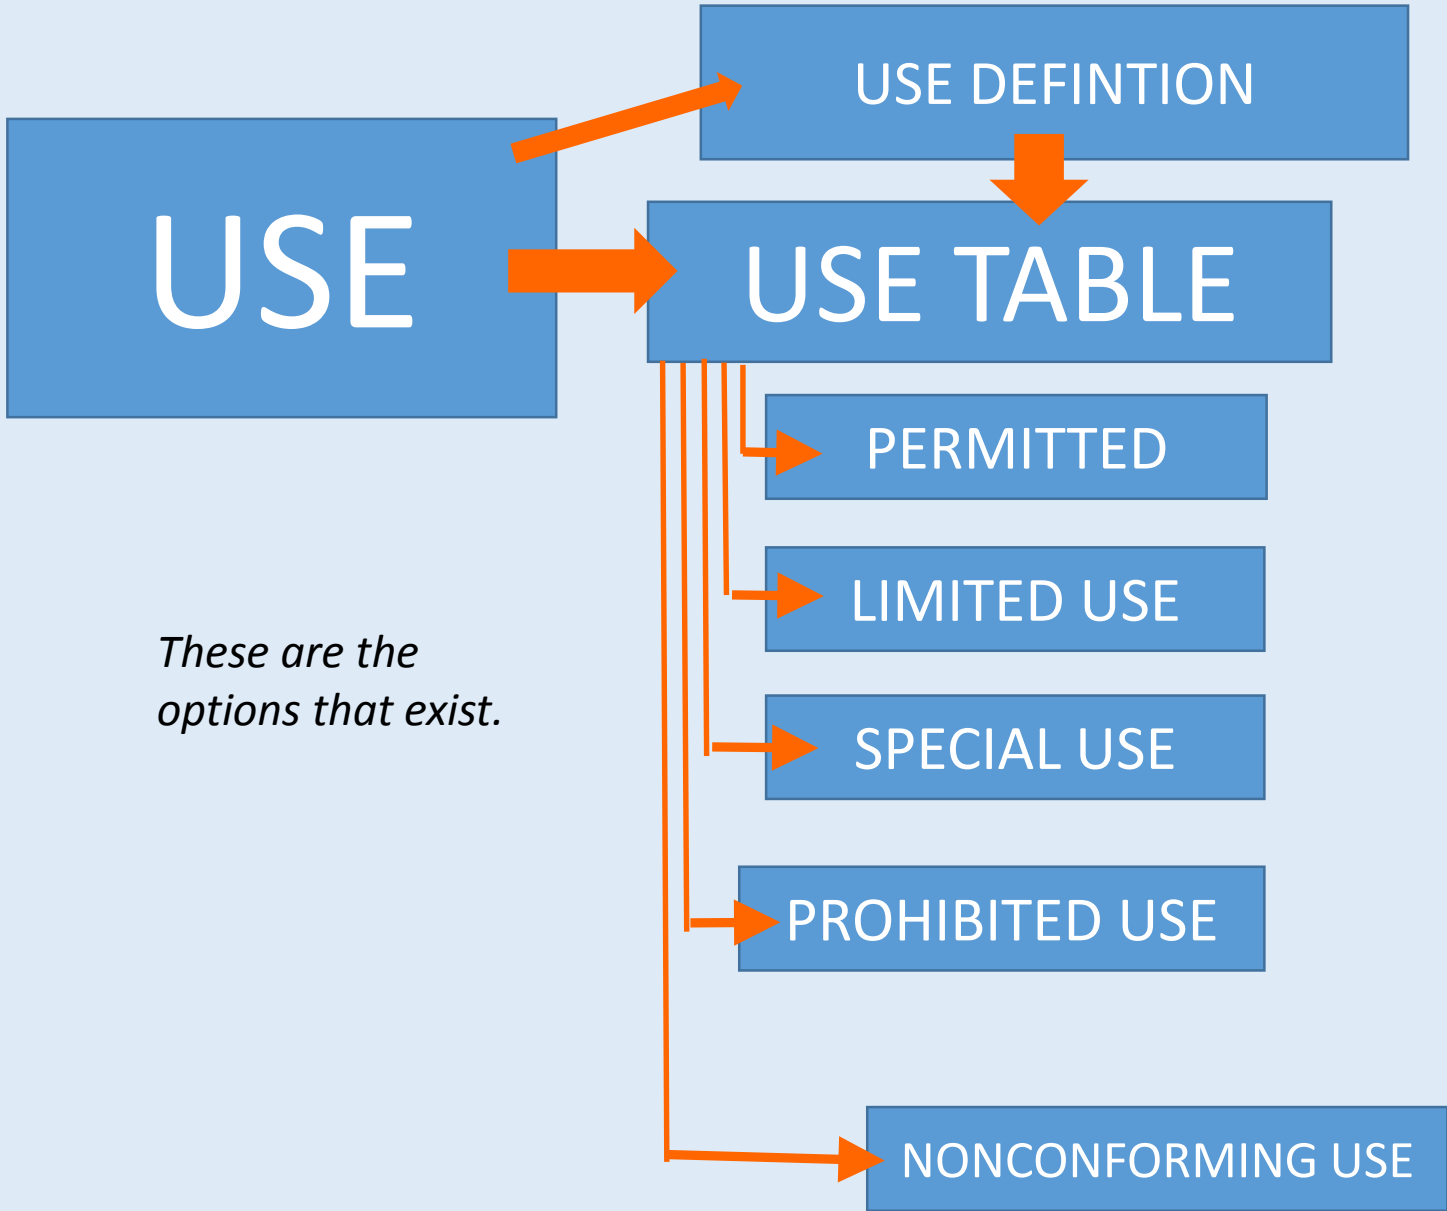 USE DEFINTION
USE
USE TABLE
PERMITTED
LIMITED USE
These are the
options that exist.
SPECIAL USE
PROHIBITED USE
NONCONFORMING USE